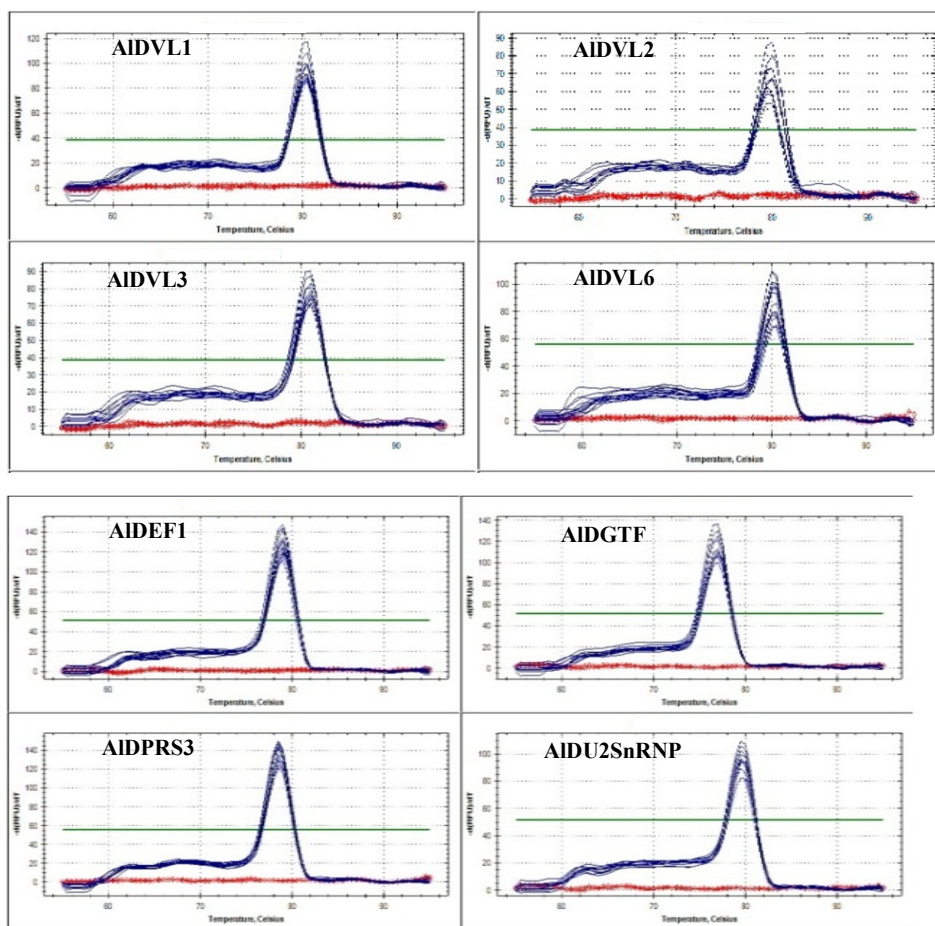 AlDVL1
-d(RFU)/dT
120
100
80
60
40
20
0
60 70 80 90
Temperature, Celsius
AlDVL2
-d(RFU)/dT
90
80
70
60
50
40
30
20
10
0
60 70 80 90
Temperature, Celsius
AlDVL3
-d(RFU)/dT
90
80
70
60
50
40
30
20
10
0
60 70 80 90
Temperature, Celsius
AlDVL6
-d(RFU)/dT
100
80
60
40
20
0
60 70 80 90
Temperature, Celsius
AlDEF1
-d(RFU)/dT
140
120
100
80
60
40
20
0
60 70 80 90
Temperature, Celsius
AlDGTF
-d(RFU)/dT
140
120
100
80
60
40
20
0
60 70 80 90
Temperature, Celsius
AlDPRS3
-d(RFU)/dT
140
120
100
80
60
40
20
0
60 70 80 90
Temperature, Celsius
AlDU2SnRNP
-d(RFU)/dT
100
80
60
40
20
0
60 70 80 90
Temperature, Celsius